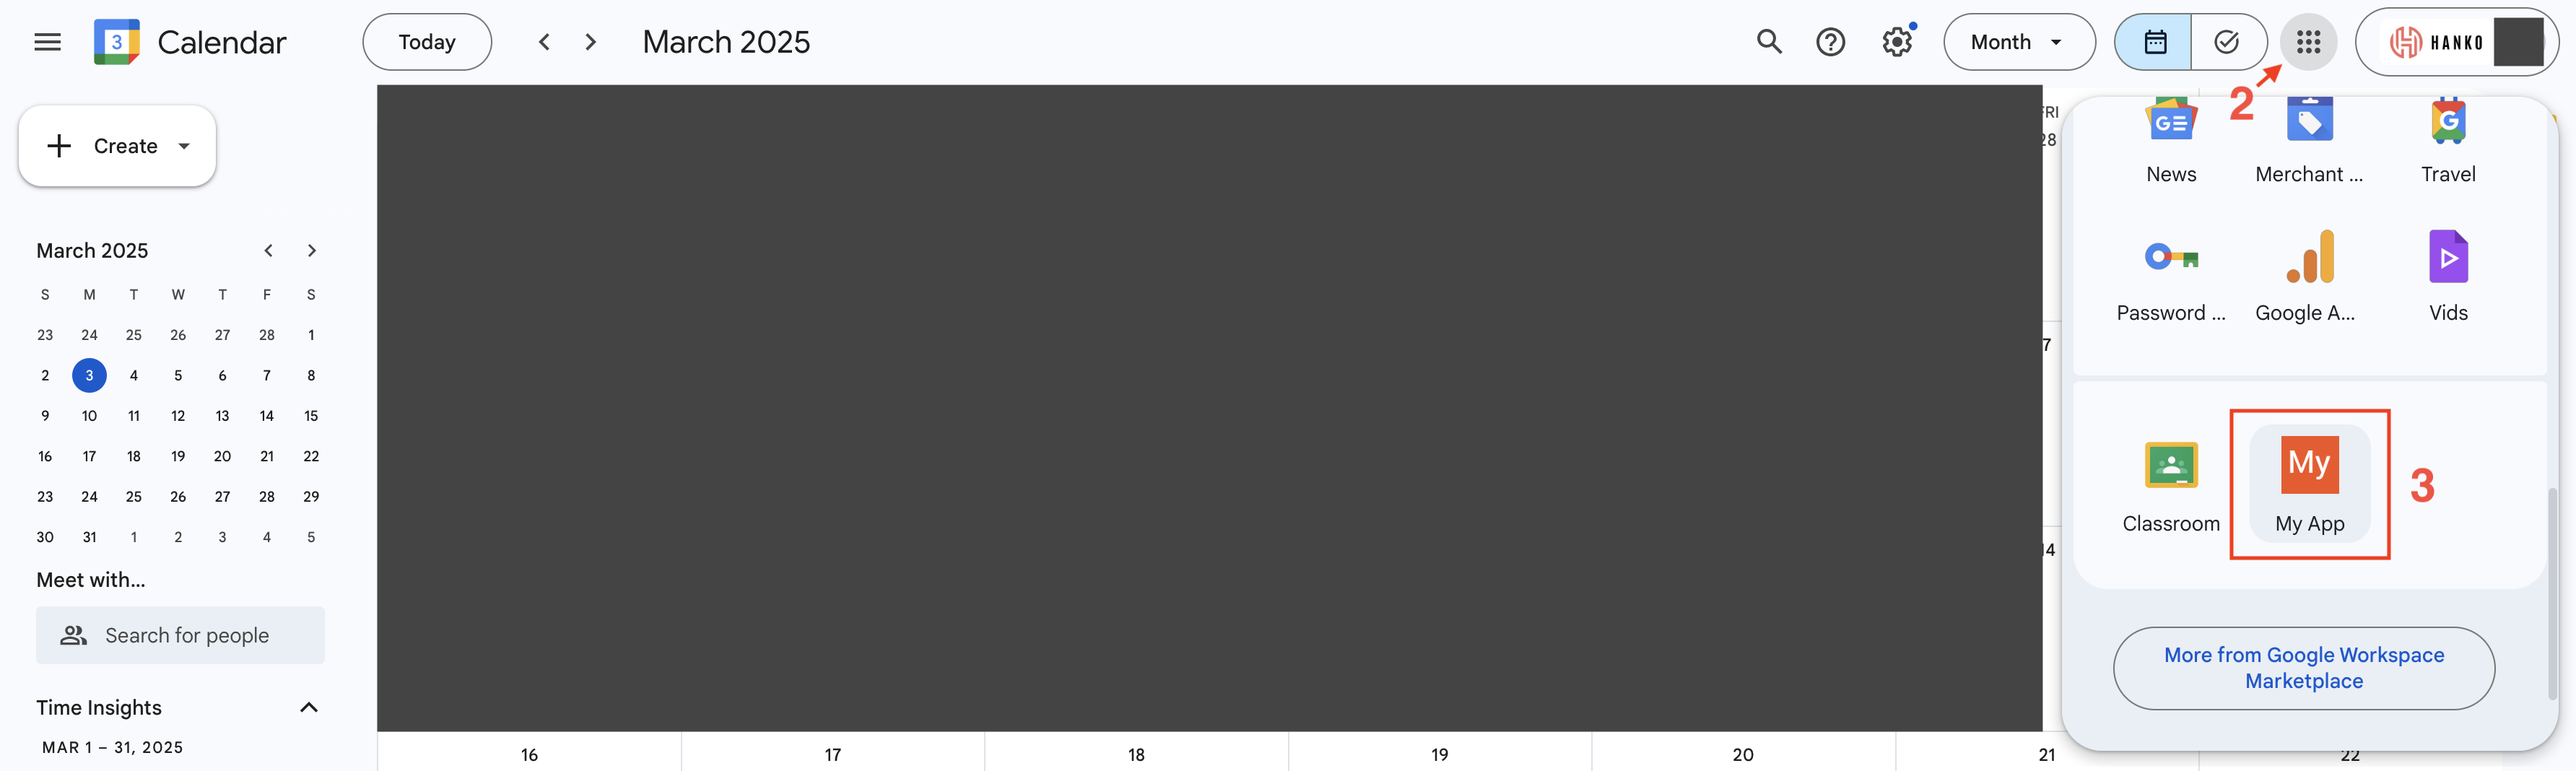 3 Calendar
Today
March 2025
Month
HANKO
2
Create
March 2025
S M T W T F S
23 24 25 26 27 28 1
2 3 4 5 6 7 8
9 10 11 12 13 14 15
16 17 18 19 20 21 22
23 24 25 26 27 28 29
30 31 1 2 3 4 5
Meet with...
Search for people
Time Insights
MAR 1 – 31, 2025
FRI
28
7
14
16 17 18 19 20 21 22
News Merchant ... Travel
Password ... Google A... Vids
My
Classroom My App
3
More from Google Workspace
Marketplace